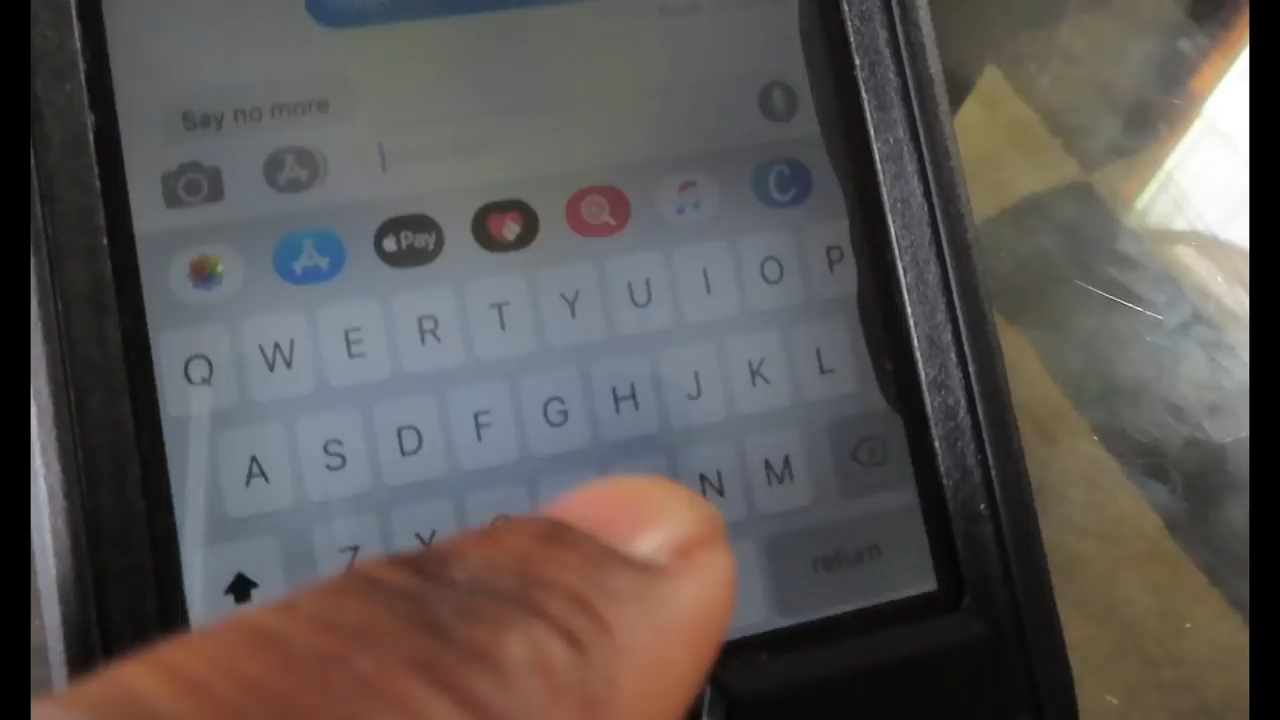 Say no more
Pay
Q W E R T Y U I O P
A S D F G H J K L
Z X N M
return